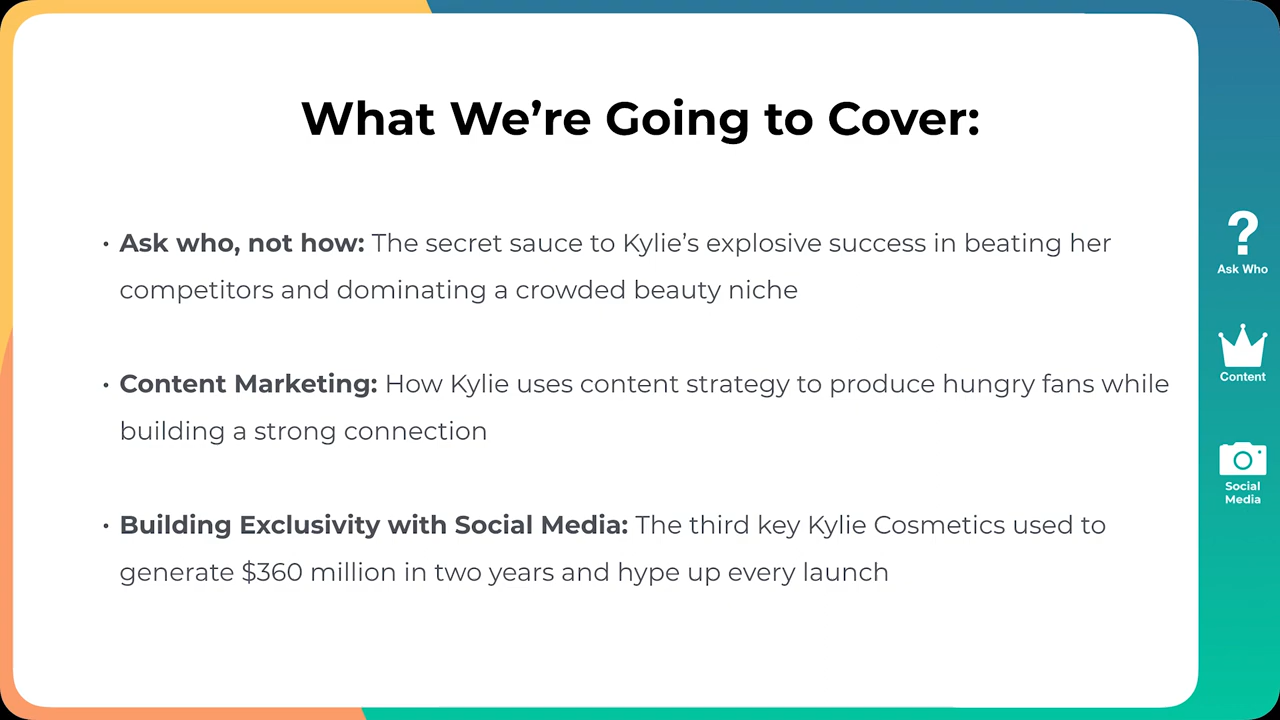 What We’re Going to Cover:
• Ask who, not how: The secret sauce to Kylie’s explosive success in beating her
competitors and dominating a crowded beauty niche
• Content Marketing: How Kylie uses content strategy to produce hungry fans while
building a strong connection
• Building Exclusivity with Social Media: The third key Kylie Cosmetics used to
generate $360 million in two years and hype up every launch
?
Ask Who
Content
Social
Media